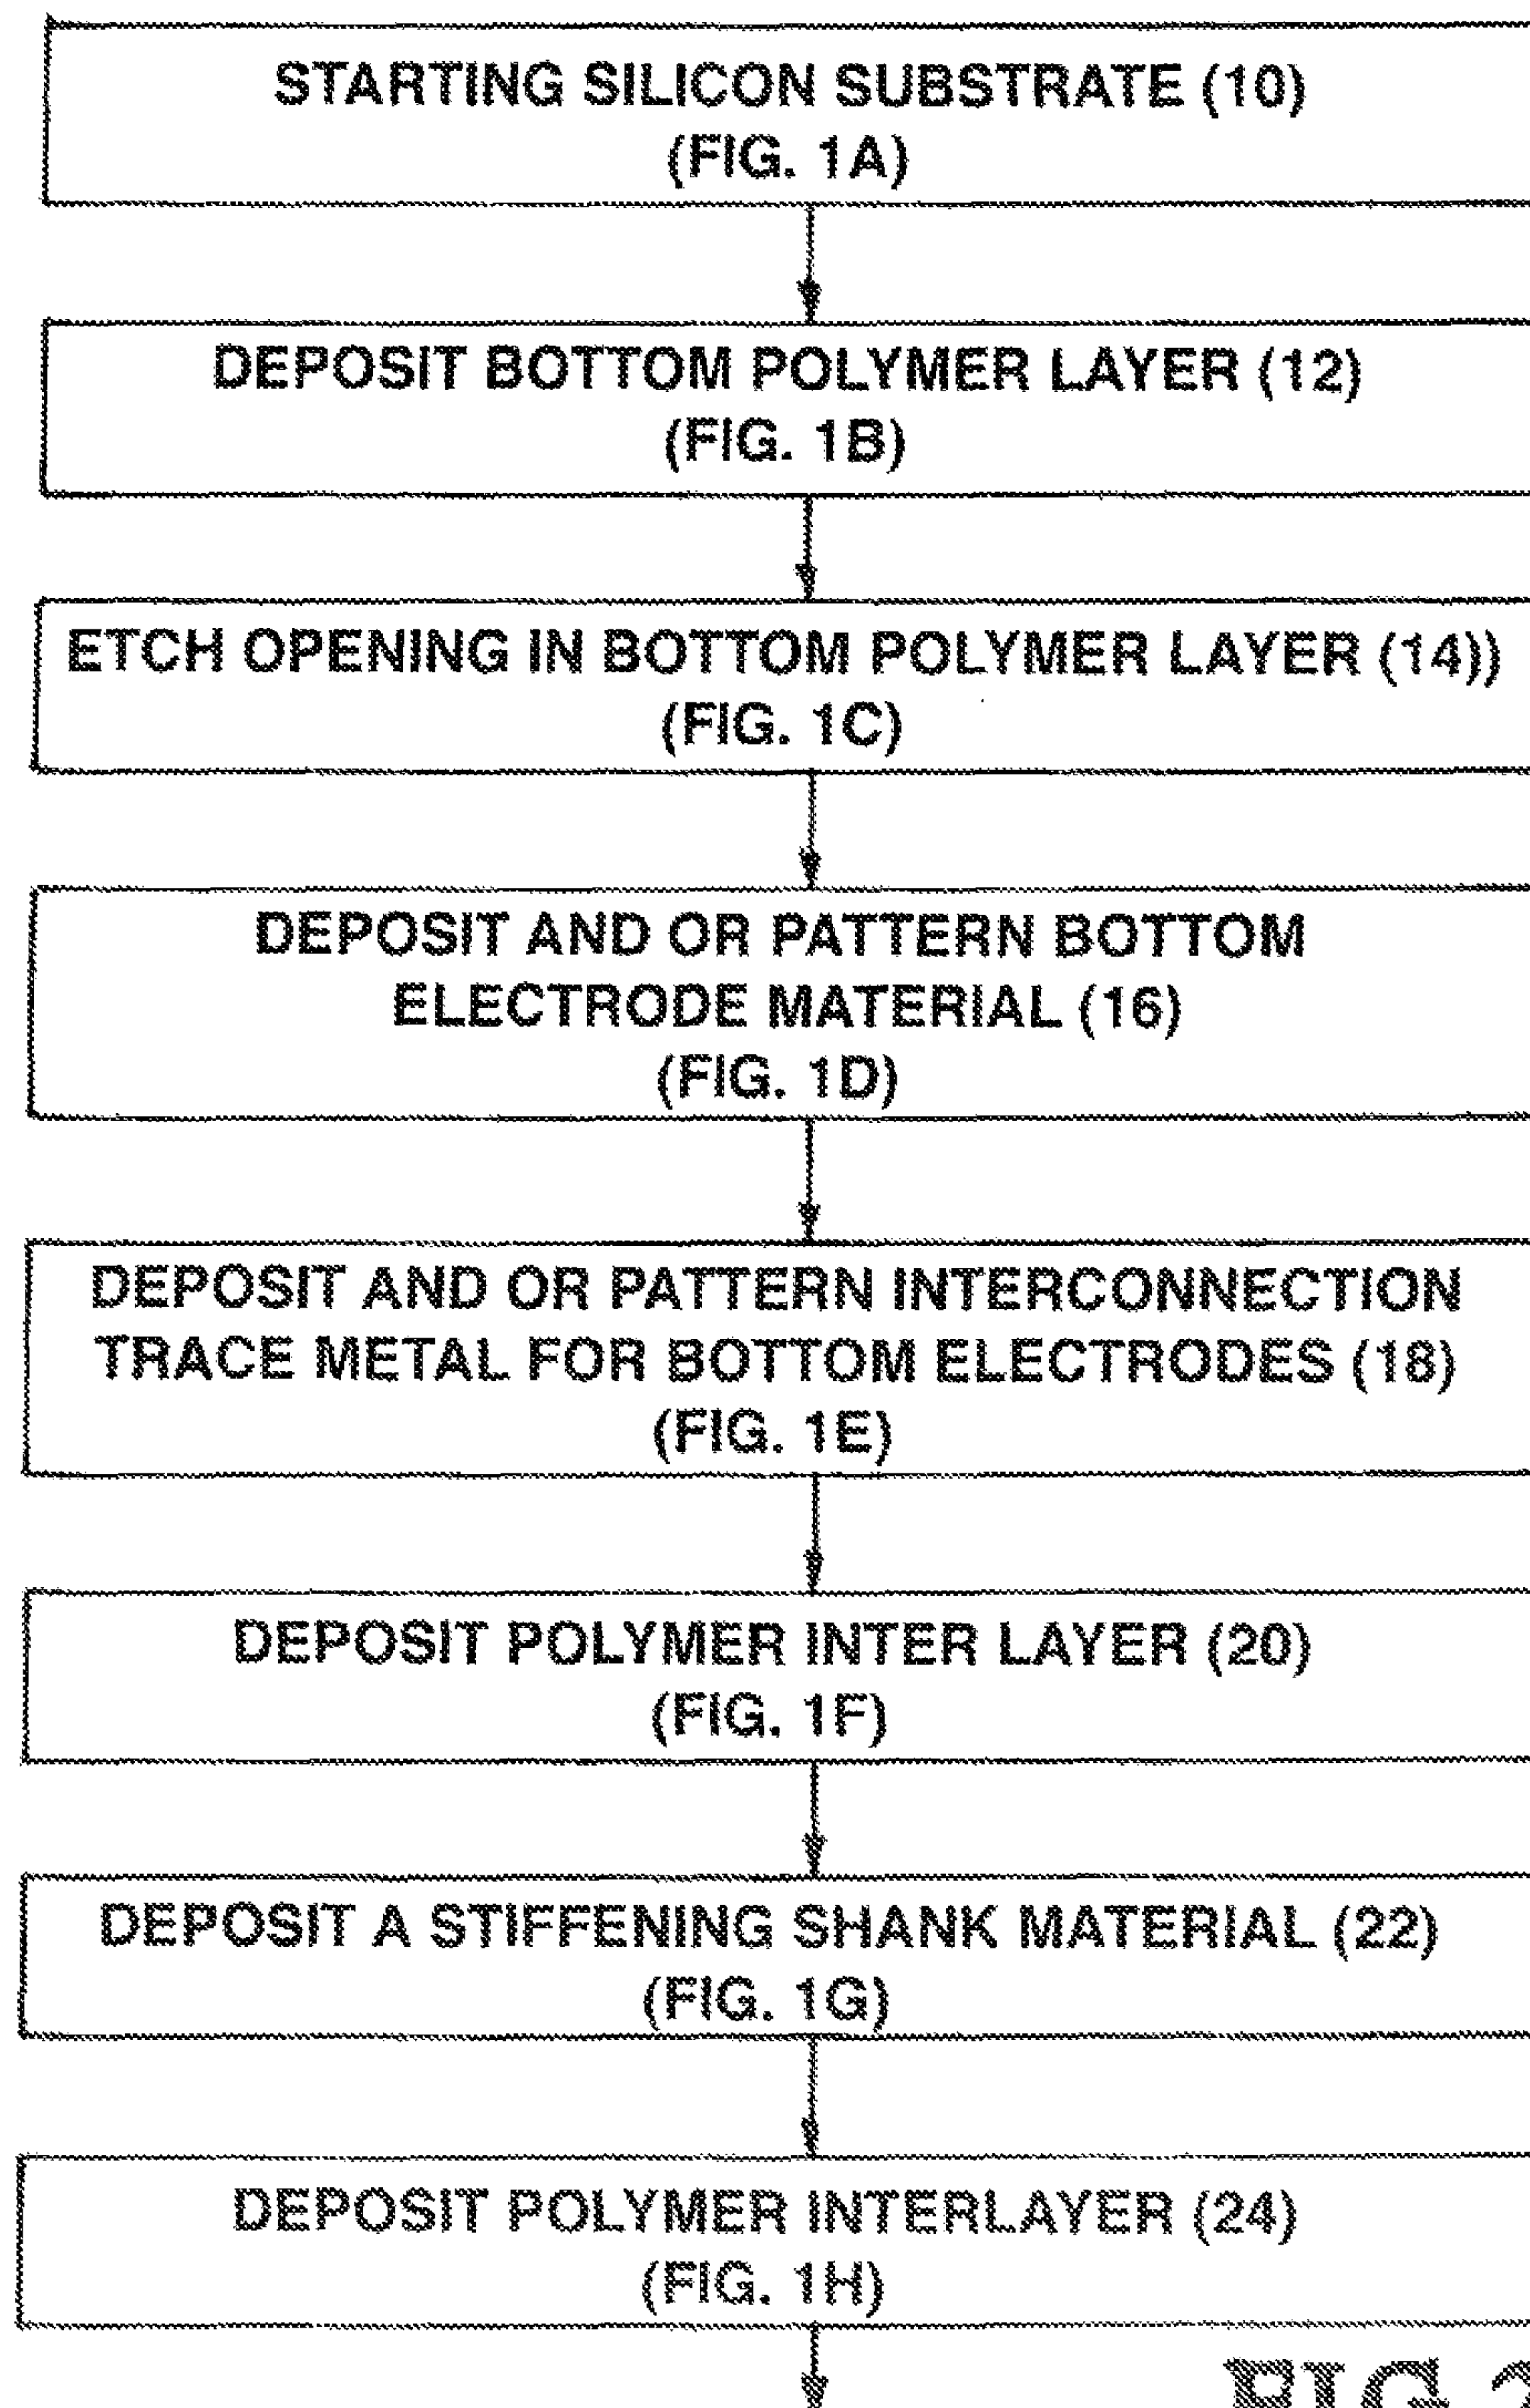 STARTING SILICON SUBSTRATE (10)
(FIG. 1A)
DEPOSIT BOTTOM POLYMER LAYER (12)
(FIG. 1B)
ETCH OPENING IN BOTTOM POLYMER LAYER (14))
(FIG. 1C)
DEPOSIT AND OR PATTERN BOTTOM
ELECTRODE MATERIAL (16)
(FIG. 1D)
DEPOSIT AND OR PATTERN INTERCONNECTION
TRACE METAL FOR BOTTOM ELECTRODES (18)
(FIG. 1E)
DEPOSIT POLYMER INTER LAYER (20)
(FIG. 1F)
DEPOSIT A STIFFENING SHANK MATERIAL (22)
(FIG. 1G)
DEPOSIT POLYMER INTERLAYER (24)
(FIG. 1H)
FIG